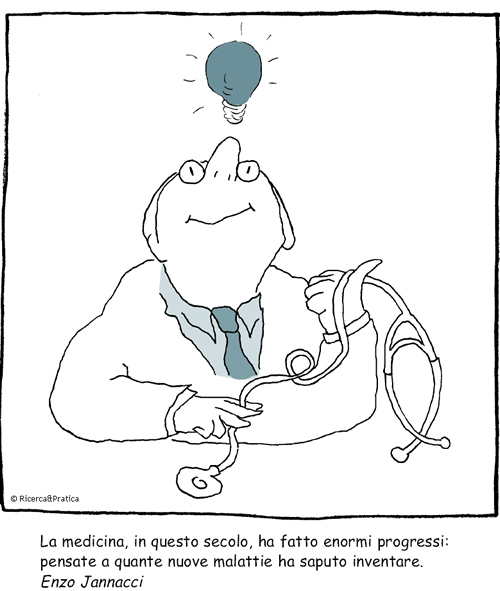 © Ricerca&Pratica
La medicina, in questo secolo, ha fatto enormi progressi:
pensate a quante nuove malattie ha saputo inventare.
Enzo Jannacci